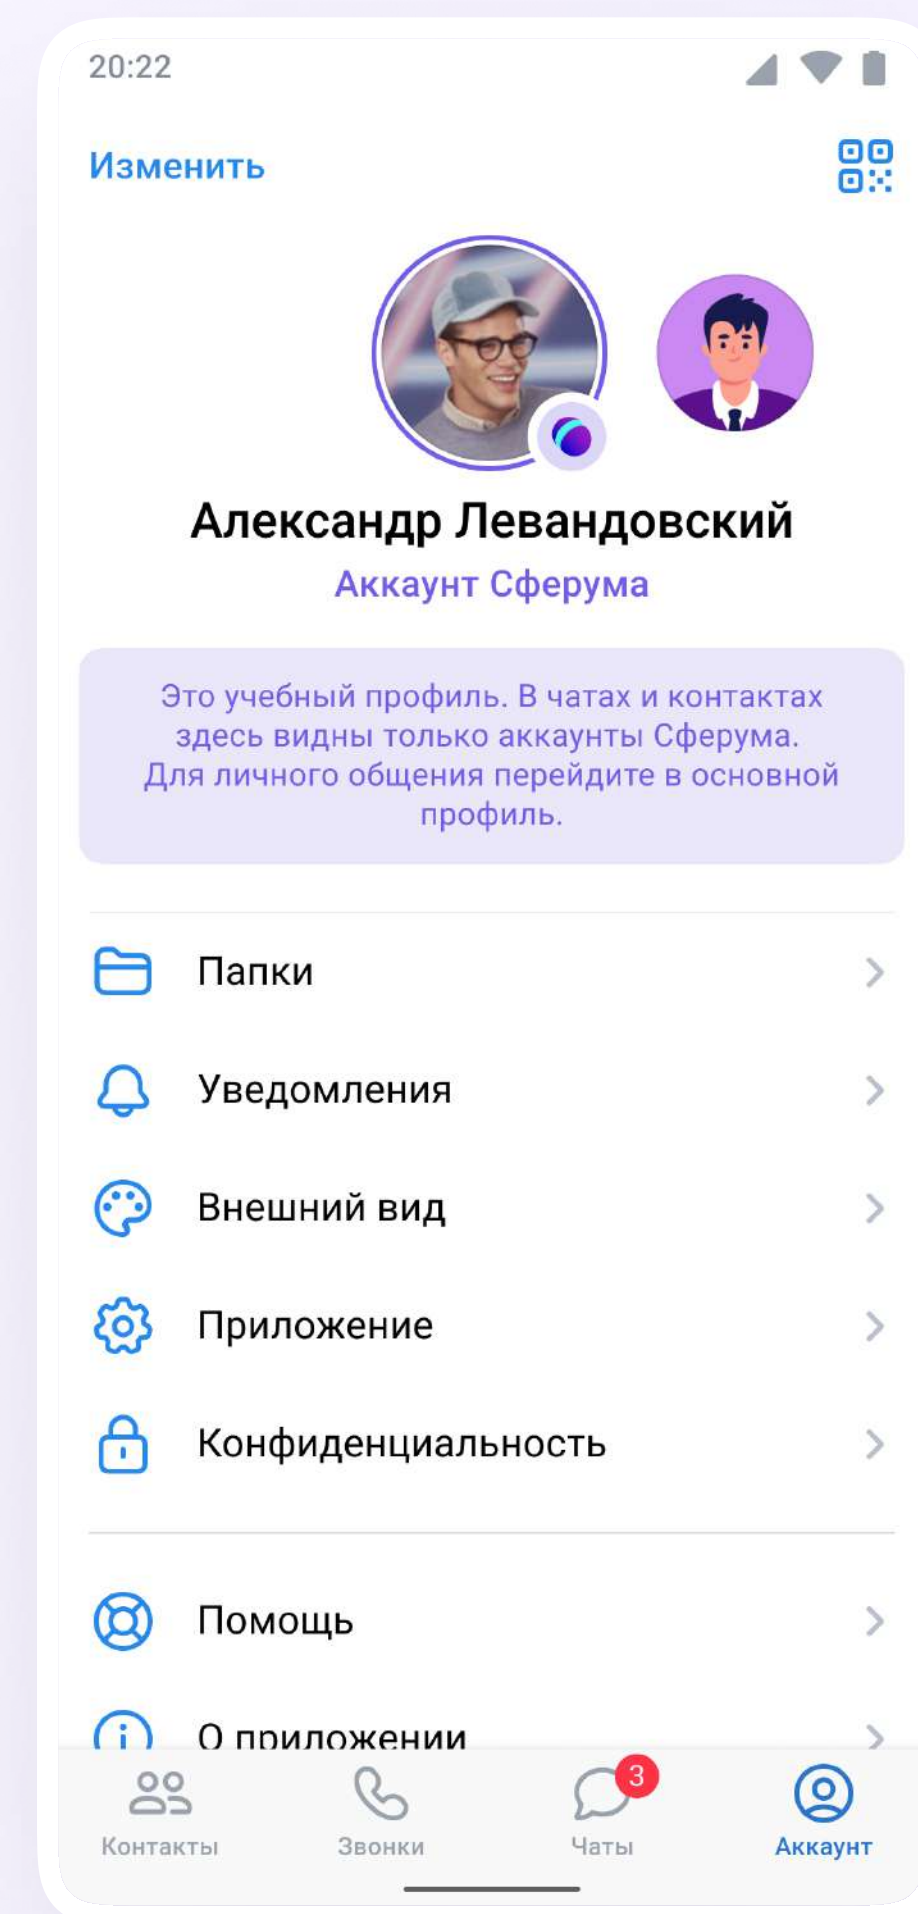 20:22
Изменить
Александр Левандовский
Аккаунт Сферума
Это учебный профиль. В чатах и контактах
здесь видны только аккаунты Сферума.
Для личного общения перейдите в основной
профиль.
Папки
Уведомления
Внешний вид
Приложение
Конфиденциальность
Помощь
О приложении
3
Контакты
Звонки
Чаты
Аккаунт